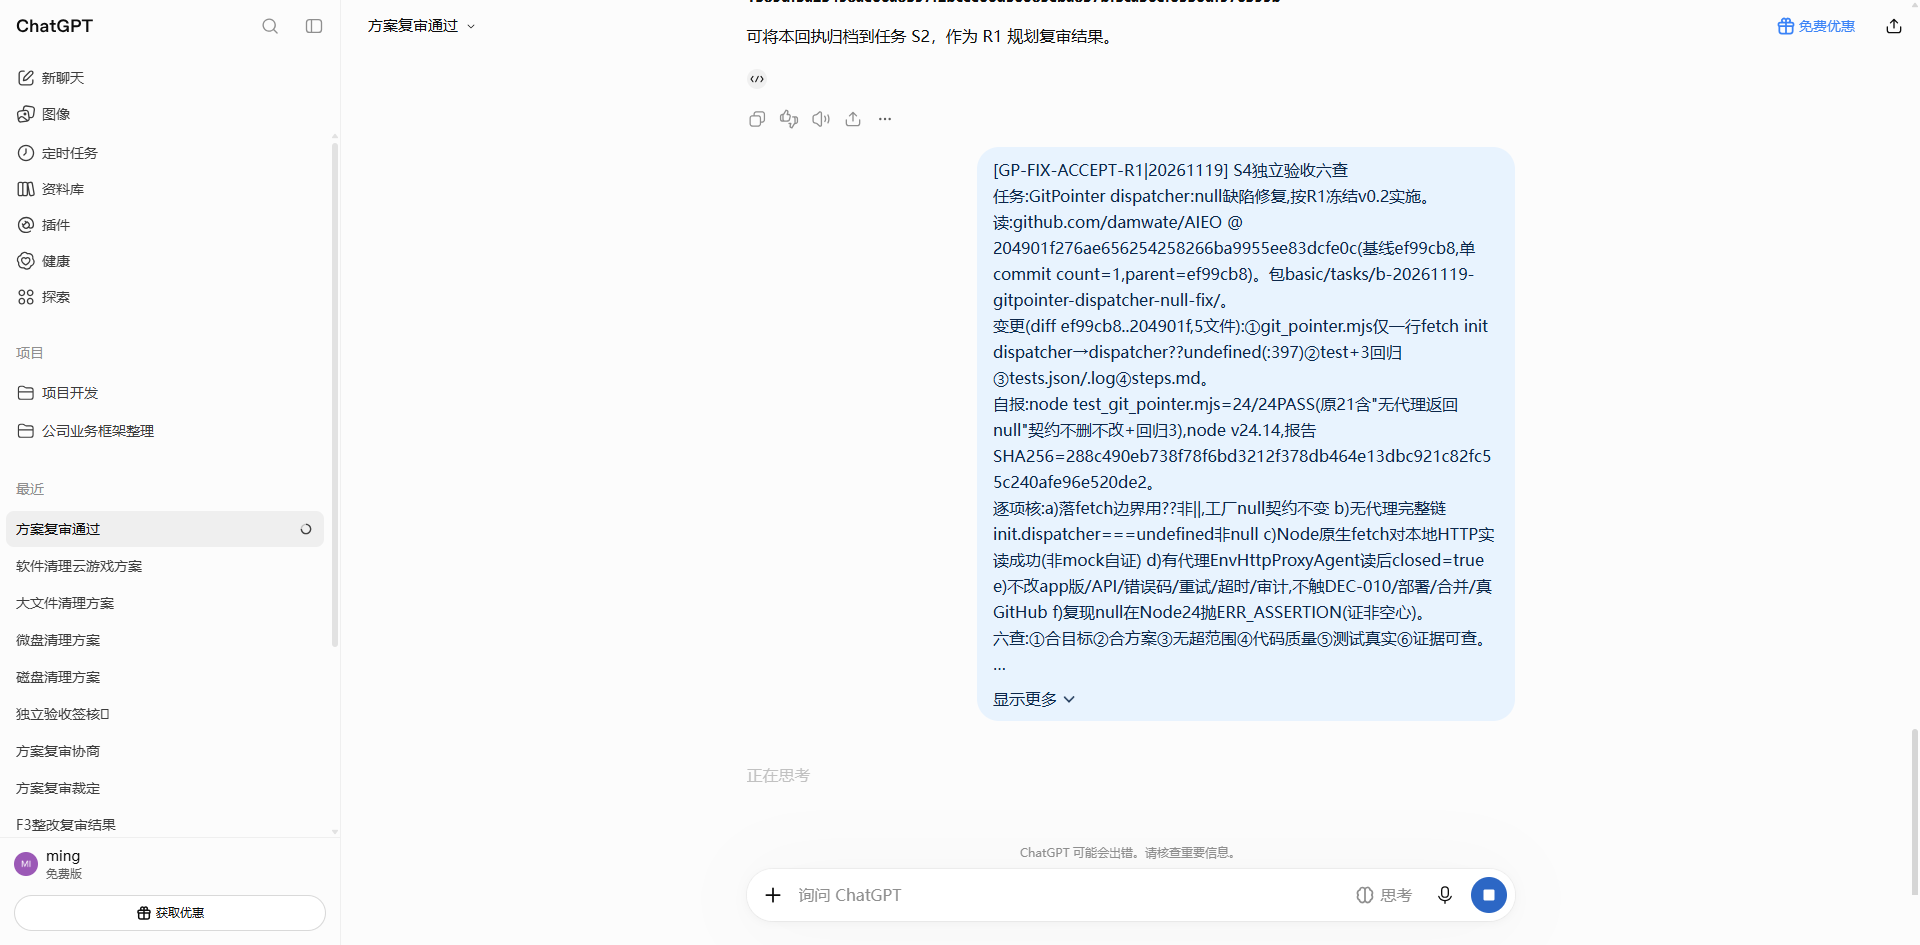 ChatGPT
新聊天
图像
定时任务
资料库
插件
健康
探索
项目
项目开发
公司业务框架整理
最近
方案复审通过
软件清理云游戏方案
大文件清理方案
微盘清理方案
磁盘清理方案
独立验收签核
方案复审协商
方案复审裁定
F3整改复审结果
MI
ming
免费版
获取优惠
方案复审通过
免费优惠
可将本回执归档到任务 S2，作为 R1 规划复审结果。
[GP-FIX-ACCEPT-R1|20261119] S4独立验收六查
任务:GitPointer dispatcher:null缺陷修复,按R1冻结v0.2实施。
读:github.com/damwate/AIEO @
204901f276ae656254258266ba9955ee83dcfe0c(基线ef99cb8,单
commit count=1,parent=ef99cb8)。包basic/tasks/b-20261119-
gitpointer-dispatcher-null-fix/。
变更(diff ef99cb8..204901f,5文件):①git_pointer.mjs仅一行fetch init
dispatcher→dispatcher??undefined(:397)②test+3回归
③tests.json/.log④steps.md。
自报:node test_git_pointer.mjs=24/24PASS(原21含"无代理返回
null"契约不删不改+回归3),node v24.14,报告
SHA256=288c490eb738f78f6bd3212f378db464e13dbc921c82fc5
5c240afe96e520de2。
逐项核:a)落fetch边界用??非||,工厂null契约不变 b)无代理完整链
init.dispatcher===undefined非null c)Node原生fetch对本地HTTP实
读成功(非mock自证) d)有代理EnvHttpProxyAgent读后closed=true
e)不改app版/API/错误码/重试/超时/审计,不触DEC-010/部署/合并/真
GitHub f)复现null在Node24抛ERR_ASSERTION(证非空心)。
六查:①合目标②合方案③无超范围④代码质量⑤测试真实⑥证据可查。
...
显示更多
正在思考
ChatGPT 可能会出错。请核查重要信息。
询问 ChatGPT
思考